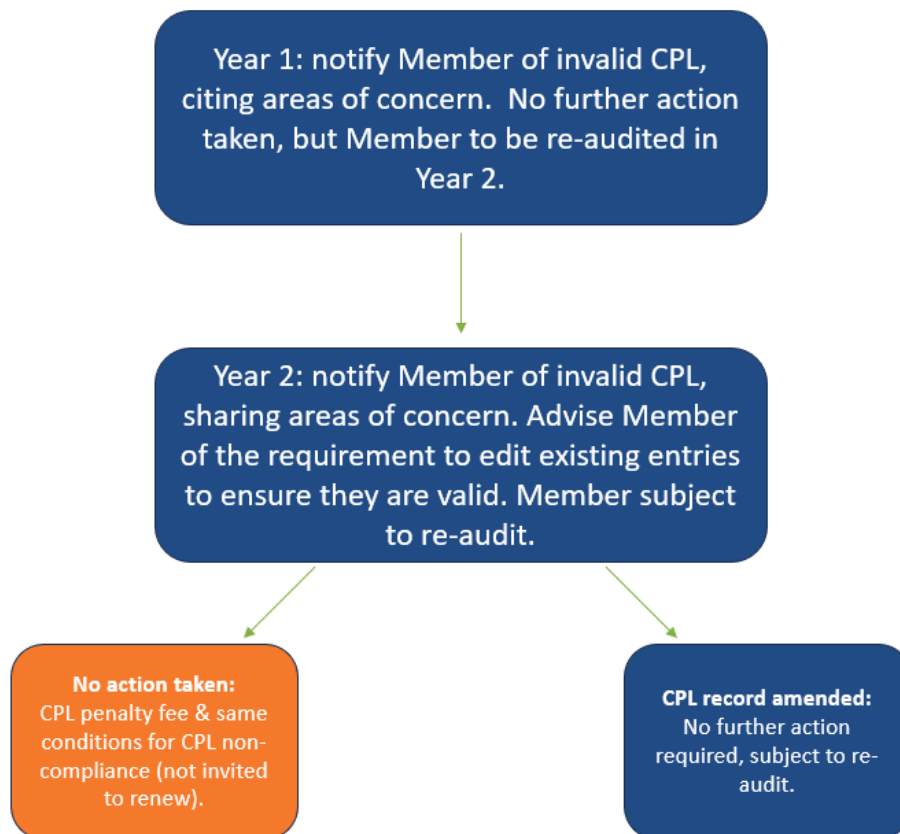 Year 1: notify Member of invalid CPL,
citing areas of concern.  No further action
taken, but Member to be re-audited in
Year 2.
Year 2: notify Member of invalid CPL,
sharing areas of concern. Advise Member
of the requirement to edit existing entries
to ensure they are valid. Member subject
to re-audit.
No action taken:
CPL penalty fee & same
conditions for CPL non-
compliance (not invited
to renew).
CPL record amended:
No further action
required, subject to re-
audit.